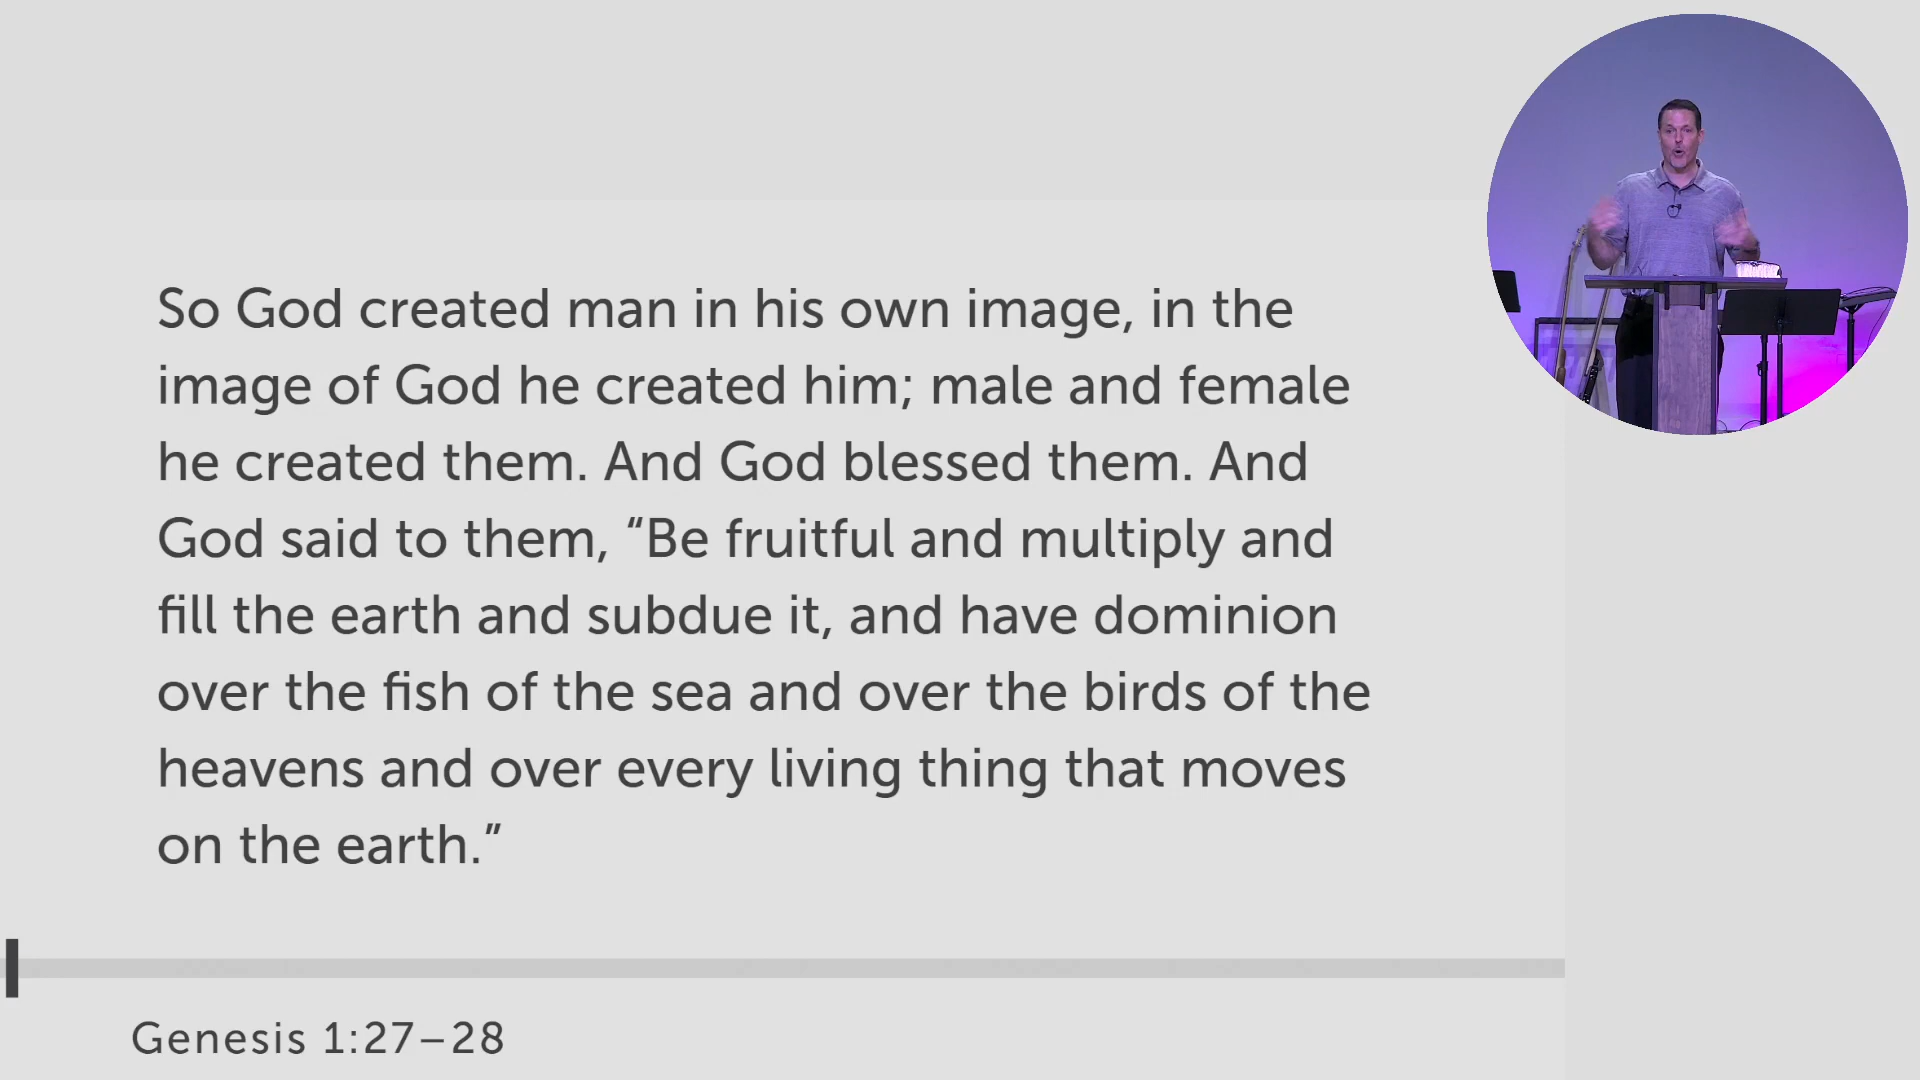 So God created man in his own image, in the
image of God he created him; male and female
he created them. And God blessed them. And
God said to them, “Be fruitful and multiply and
fill the earth and subdue it, and have dominion
over the fish of the sea and over the birds of the
heavens and over every living thing that moves
on the earth.”
Genesis 1:27–28